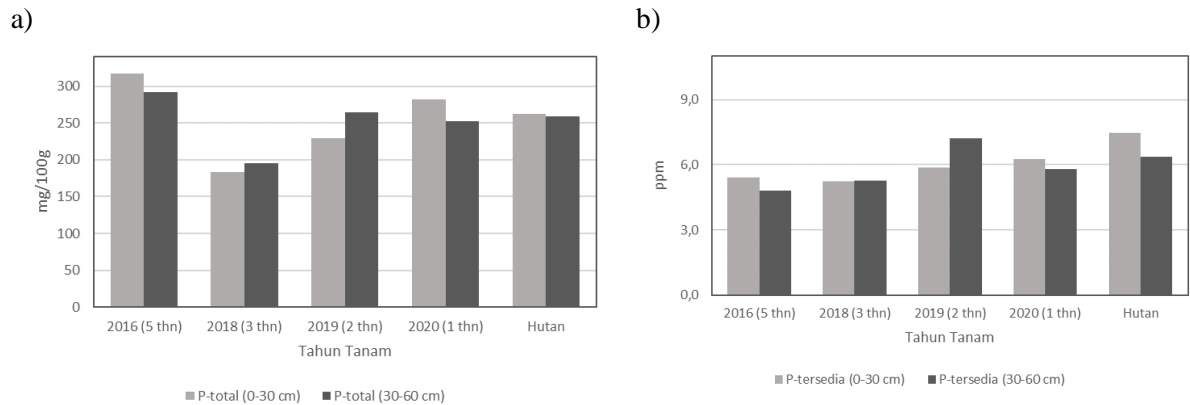 a)
300
250
200
150
100
50
0
mg/100g
2016 (5 thn) 2018 (3 thn) 2019 (2 thn) 2020 (1 thn) Hutan
Tahun Tanam
P-total (0-30 cm) P-total (30-60 cm)
b)
9,0
6,0
3,0
0,0
ppm
2016 (5 thn) 2018 (3 thn) 2019 (2 thn) 2020 (1 thn) Hutan
Tahun Tanam
P-tersedia (0-30 cm) P-tersedia (30-60 cm)